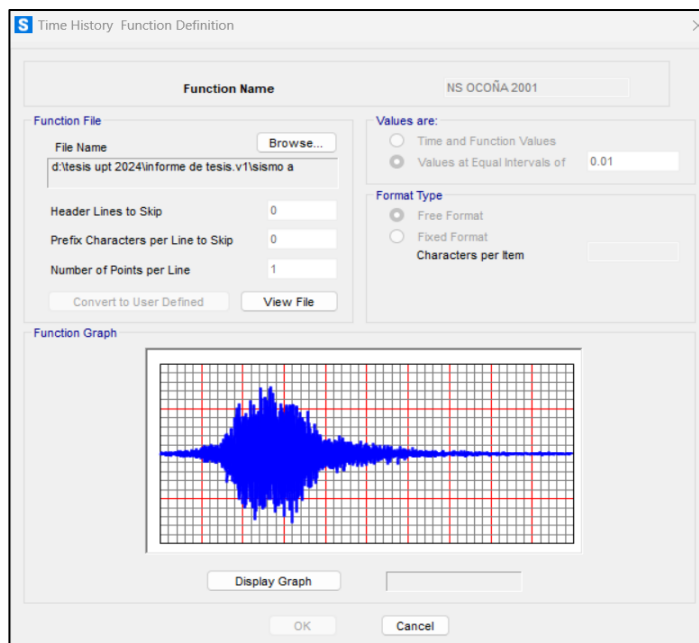 S Time History Function Definition
Function Name
NS OCOÑA 2001
Function File
File Name
Browse...
d:\tesis upt 2024\informe de tesis.v1\sismo a
Header Lines to Skip
0
Prefix Characters per Line to Skip
0
Number of Points per Line
1
Convert to User Defined
View File
Values are:
Time and Function Values
Values at Equal Intervals of
0.01
Format Type
Free Format
Fixed Format
Characters per Item
Function Graph
Display Graph
OK
Cancel